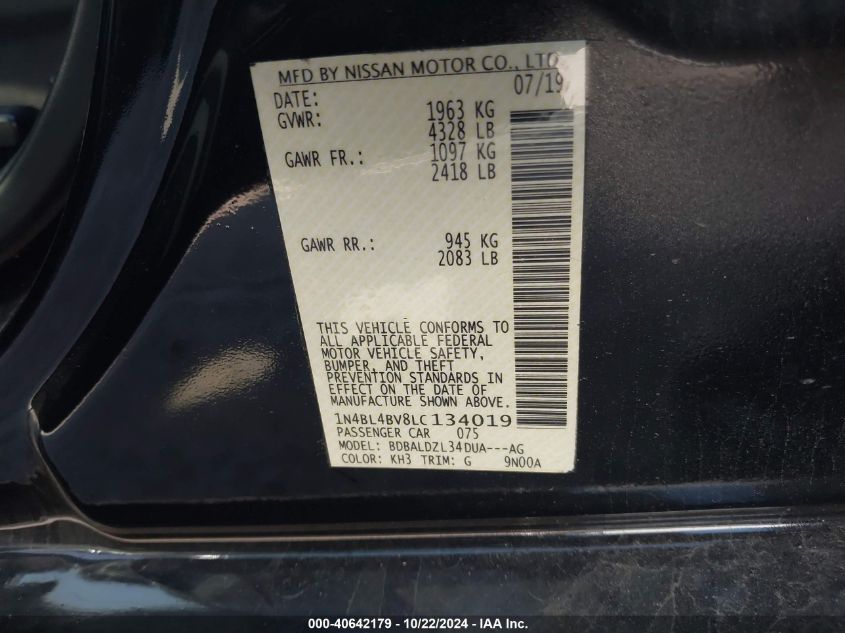 MFD BY NISSAN MOTOR CO., LTD
DATE: 07/19
GVWR: 1963 KG
4328 LB
GAWR FR.: 1097 KG
2418 LB
GAWR RR.: 945 KG
2083 LB
THIS VEHICLE CONFORMS TO
ALL APPLICABLE FEDERAL
MOTOR VEHICLE SAFETY,
BUMPER, AND THEFT
PREVENTION STANDARDS IN
EFFECT ON THE DATE OF
MANUFACTURE SHOWN ABOVE.
1N4BL4BV8LC134019
PASSENGER CAR 075
MODEL: BDBALDZL34DUA---AG
COLOR: KH3 TRIM: G 9N00A
000-40642179 - 10/22/2024 - IAA Inc.